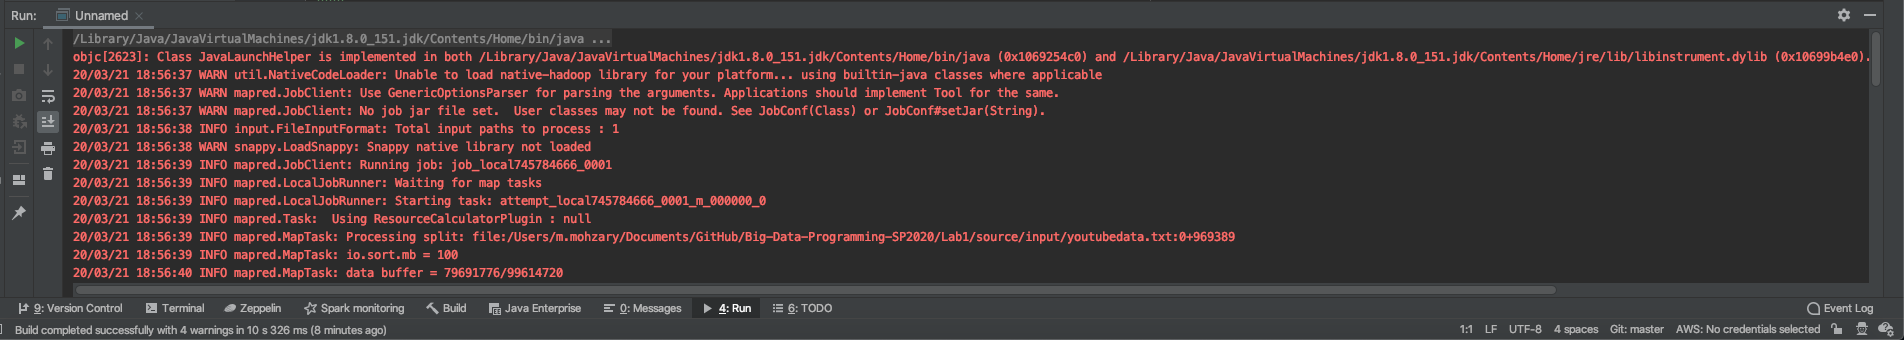 Run: Unnamed
/Library/Java/JavaVirtualMachines/jdk1.8.0_151.jdk/Contents/Home/bin/java ...
objc[2623]: Class JavaLaunchHelper is implemented in both /Library/Java/JavaVirtualMachines/jdk1.8.0_151.jdk/Contents/Home/bin/java (0x1069254c0) and /Library/Java/JavaVirtualMachines/jdk1.8.0_151.jdk/Contents/Home/jre/lib/libinstrument.dylib (0x10699b4e0).
20/03/21 18:56:37 WARN util.NativeCodeLoader: Unable to load native-hadoop library for your platform... using builtin-java classes where applicable
20/03/21 18:56:37 WARN mapred.JobClient: Use GenericOptionsParser for parsing the arguments. Applications should implement Tool for the same.
20/03/21 18:56:37 WARN mapred.JobClient: No job jar file set.  User classes may not be found. See JobConf(Class) or JobConf#setJar(String).
20/03/21 18:56:38 INFO input.FileInputFormat: Total input paths to process : 1
20/03/21 18:56:38 WARN snappy.LoadSnappy: Snappy native library not loaded
20/03/21 18:56:39 INFO mapred.JobClient: Running job: job_local745784666_0001
20/03/21 18:56:39 INFO mapred.LocalJobRunner: Waiting for map tasks
20/03/21 18:56:39 INFO mapred.LocalJobRunner: Starting task: attempt_local745784666_0001_m_000000_0
20/03/21 18:56:39 INFO mapred.Task:  Using ResourceCalculatorPlugin : null
20/03/21 18:56:39 INFO mapred.MapTask: Processing split: file:/Users/m.mohzary/Documents/GitHub/Big-Data-Programming-SP2020/Lab1/source/input/youtubedata.txt:0+969389
20/03/21 18:56:39 INFO mapred.MapTask: io.sort.mb = 100
20/03/21 18:56:40 INFO mapred.MapTask: data buffer = 79691776/99614720
9: Version Control Terminal Zeppelin Spark monitoring Build Java Enterprise 0: Messages 4: Run 6: TODO Event Log
Build completed successfully with 4 warnings in 10 s 326 ms (8 minutes ago) 1:1 LF UTF-8 4 spaces Git: master AWS: No credentials selected